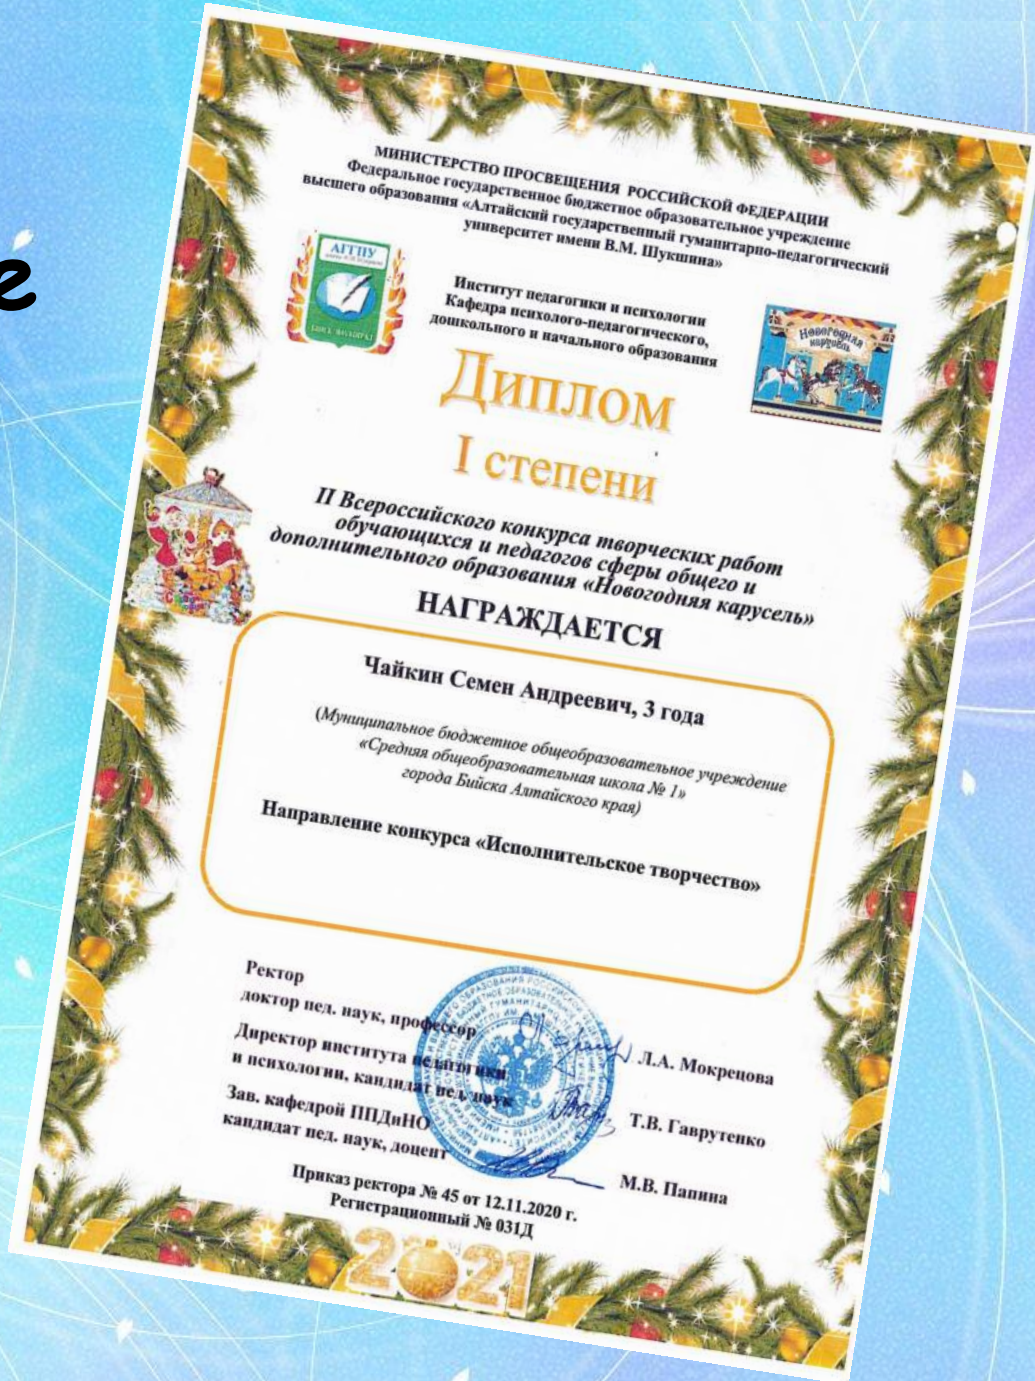 е
МИНИСТЕРСТВО ПРОСВЕЩЕНИЯ РОССИЙСКОЙ ФЕДЕРАЦИИ
Федеральное государственное бюджетное образовательное учреждение
высшего образования «Алтайский государственный гуманитарно-педагогический
университет имени В.М. Шукшина»
АГГПУ
Институт педагогики и психологии
Кафедра психолого-педагогического,
дошкольного и начального образования
Новогодняя
карусель
Диплом
I степени
II Всероссийского конкурса творческих работ
обучающихся и педагогов сферы общего и
дополнительного образования «Новогодняя карусель»
НАГРАЖДАЕТСЯ
Чайкин Семен Андреевич, 3 года
(Муниципальное бюджетное общеобразовательное учреждение
«Средняя общеобразовательная школа № 1»
города Бийска Алтайского края)
Направление конкурса «Исполнительское творчество»
Ректор
доктор пед. наук, профессор
Л.А. Мокрецова
Директор института педагогики
и психологии, кандидат пед. наук
Т.В. Гаврутенко
Зав. кафедрой ППДиНО
кандидат пед. наук, доцент
М.В. Папина
Приказ ректора № 45 от 12.11.2020 г.
Регистрационный № 031Д
2021